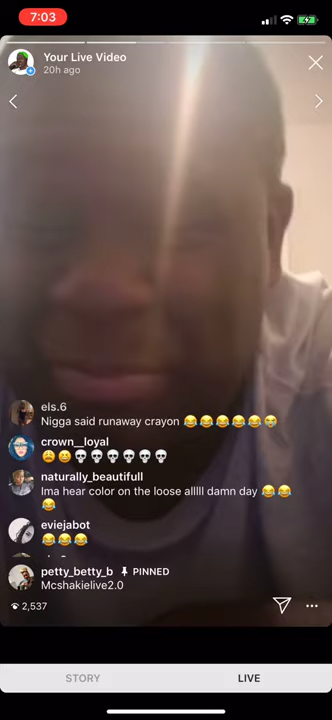 7:03
Your Live Video
20h ago
els.6
Nigga said runaway crayon 😂😂😂😂😂😭
crown__loyal
😩😆💀💀💀💀💀💀
naturally_beautifull
Ima hear color on the loose alllll damn day 😂😂
😂
eviejabot
😂😂😂
petty_betty_b PINNED
Mcshakielive2.0
2,537
STORY LIVE